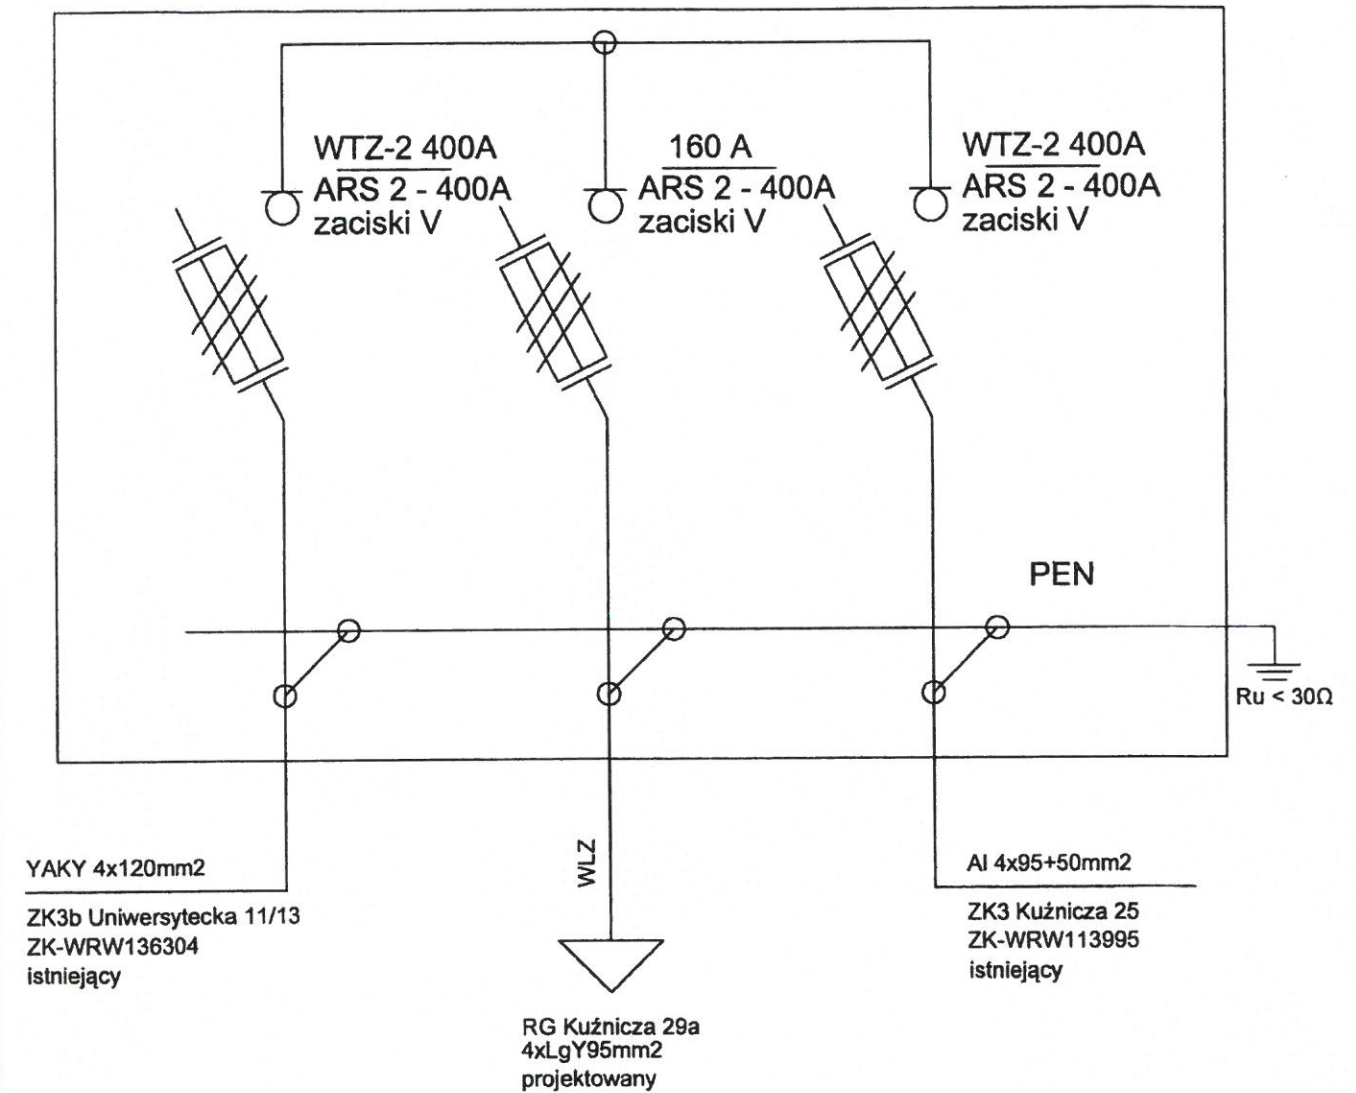 WTZ-2 400A
ARS 2 - 400A
zaciski V
160 A
ARS 2 - 400A
zaciski V
WTZ-2 400A
ARS 2 - 400A
zaciski V
PEN
Ru < 30Ω
YAKY 4x120mm2
ZK3b Uniwersytecka 11/13
ZK-WRW136304
istniejący
WLZ
RG Kuźnicza 29a
4xLgY95mm2
projektowany
Al 4x95+50mm2
ZK3 Kuźnicza 25
ZK-WRW113995
istniejący